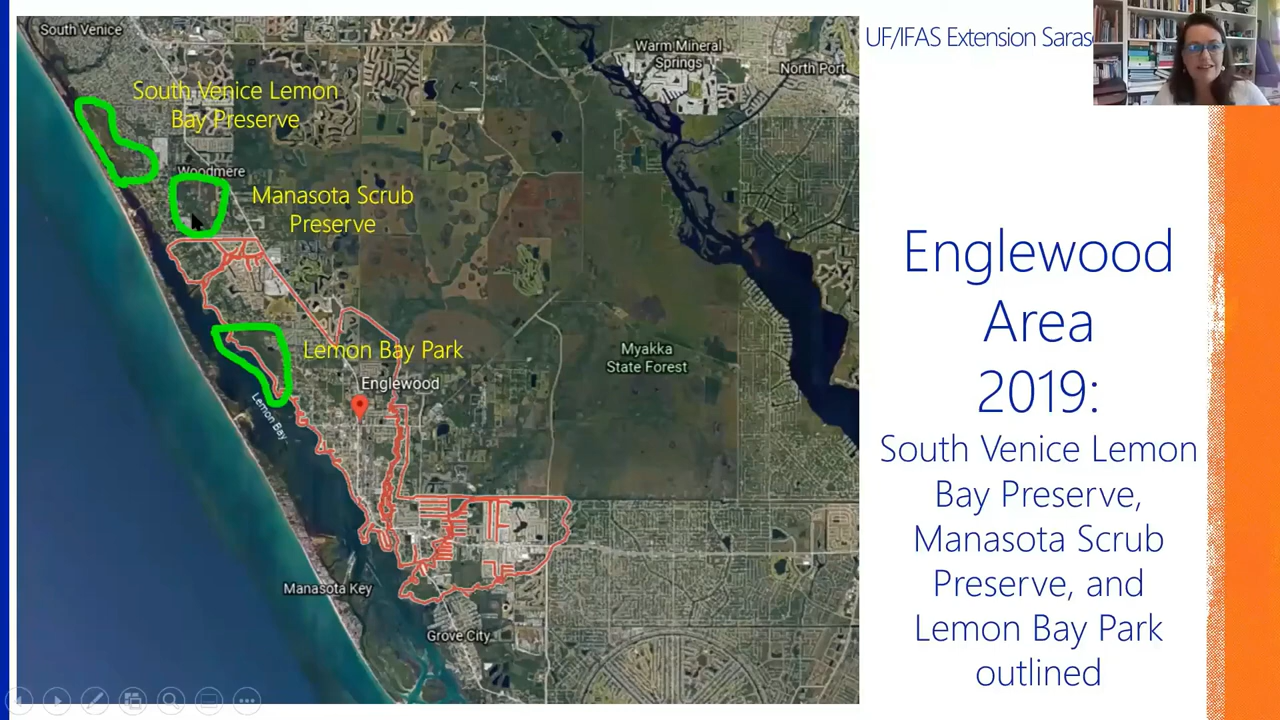 South Venice
South Venice Lemon
Bay Preserve
Woodmere
Manasota Scrub
Preserve
Warm Mineral
Springs
North Port
Lemon Bay Park
Englewood
Myakka
State Forest
Lemon Bay
Manasota Key
Grove City
UF/IFAS Extension Saras
Englewood
Area
2019:
South Venice Lemon
Bay Preserve,
Manasota Scrub
Preserve, and
Lemon Bay Park
outlined